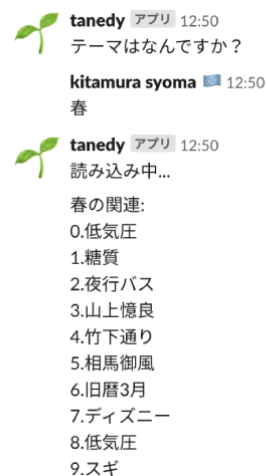 tanedy アプリ 12:50
テーマはなんですか？
kitamura syoma 12:50
春
tanedy アプリ 12:50
読み込み中...
春の関連:
0.低気圧
1.糖質
2.夜行バス
3.山上憶良
4.竹下通り
5.相馬御風
6.旧暦3月
7.ディズニー
8.低気圧
9.スギ